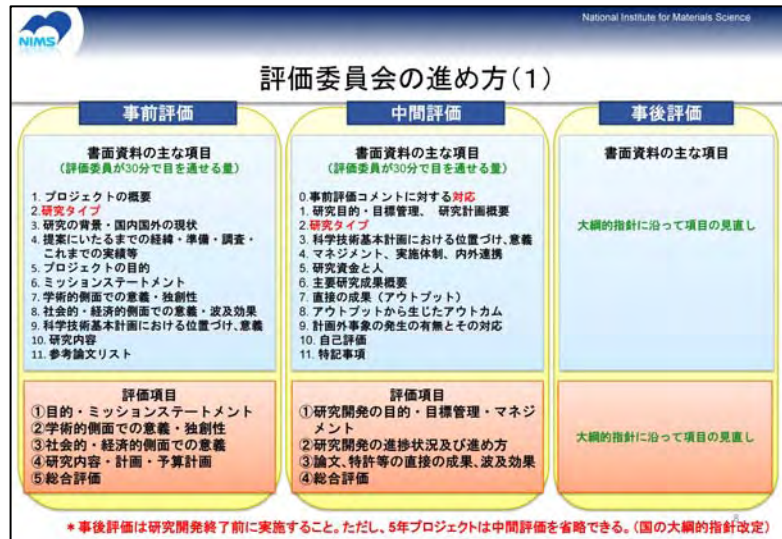 NIMS
National Institute for Materials Science
評価委員会の進め方(1)
事前評価
書面資料の主な項目
(評価委員が30分で目を通せる量)
1. プロジェクトの概要
2.研究タイプ
3. 研究の背景・国内国外の現状
4. 提案にいたるまでの経緯・準備・調査・
これまでの実績等
5. プロジェクトの目的
6. ミッションステートメント
7. 学術的側面での意義・独創性
8. 社会的・経済的側面での意義・波及効果
9. 科学技術基本計画における位置づけ、意義
10. 研究内容
11. 参考論文リスト
評価項目
①目的・ミッションステートメント
②学術的側面での意義・独創性
③社会的・経済的側面での意義
④研究内容・計画・予算計画
⑤総合評価
中間評価
書面資料の主な項目
(評価委員が30分で目を通せる量)
0.事前評価コメントに対する対応
1. 研究目的・目標管理、研究計画概要
2.研究タイプ
3. 科学技術基本計画における位置づけ、意義
4. マネジメント、実施体制、内外連携
5. 研究資金と人
6. 主要研究成果概要
7. 直接の成果(アウトプット)
8. アウトプットから生じたアウトカム
9. 計画外事象の発生の有無とその対応
10. 自己評価
11. 特記事項
評価項目
①研究開発の目的・目標管理・マネジ
メント
②研究開発の進捗状況及び進め方
③論文、特許等の直接の成果、波及効果
④総合評価
事後評価
書面資料の主な項目
大綱的指針に沿って項目の見直し
大綱的指針に沿って項目の見直し
8
*事後評価は研究開発終了前に実施すること。ただし、5年プロジェクトは中間評価を省略できる。(国の大綱的指針改定)